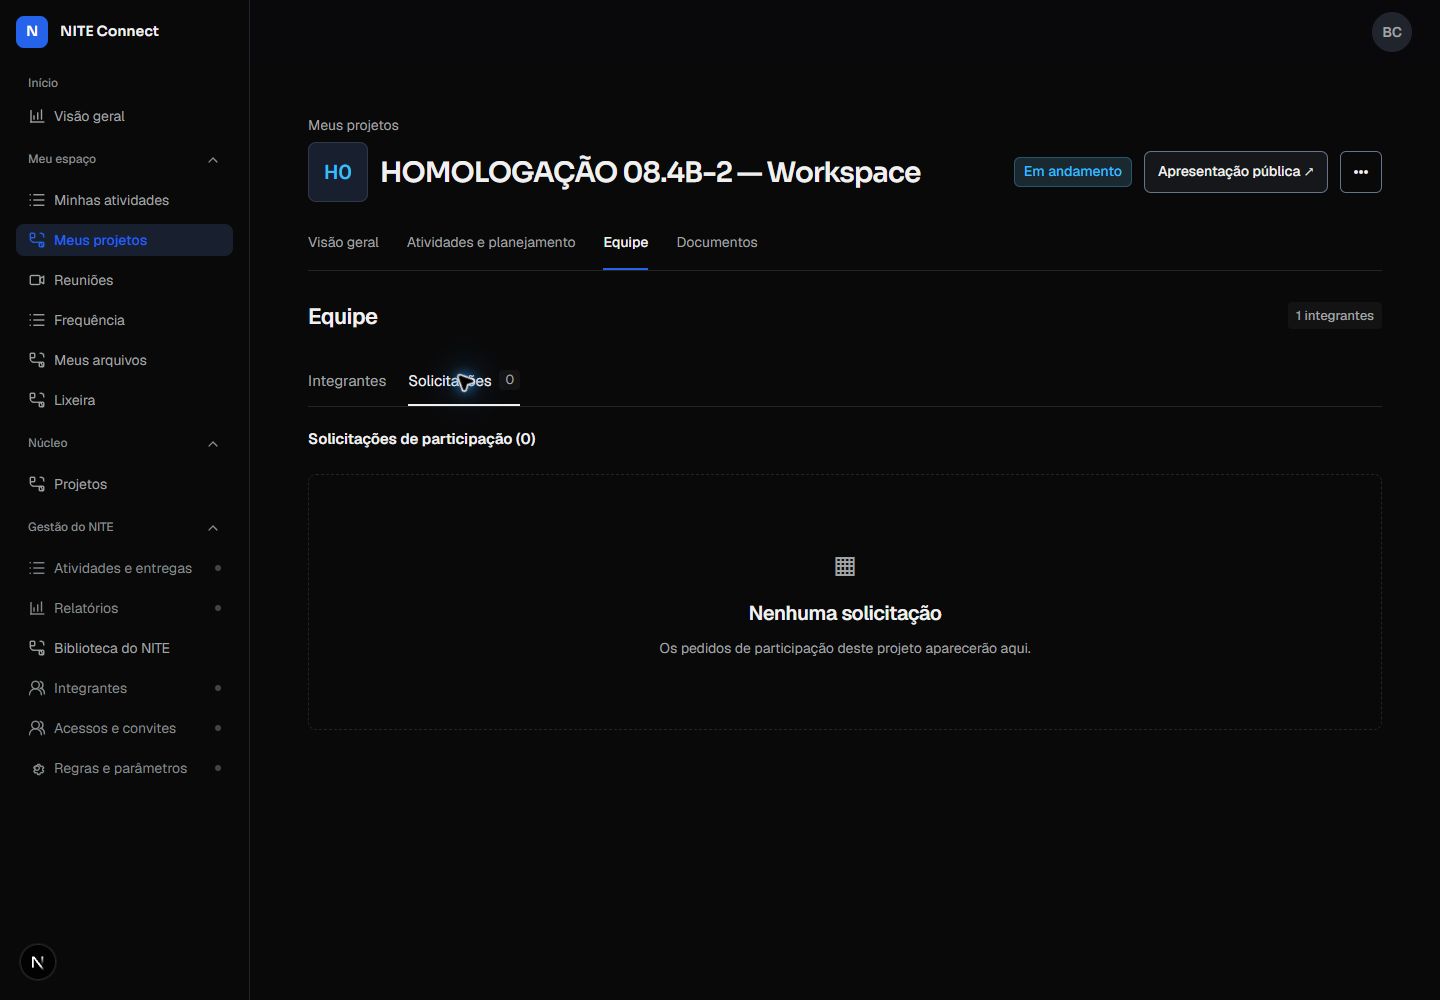 N NITE Connect
BC
Início
Visão geral
Meu espaço
Minhas atividades
Meus projetos
Reuniões
Frequência
Meus arquivos
Lixeira
Núcleo
Projetos
Gestão do NITE
Atividades e entregas
Relatórios
Biblioteca do NITE
Integrantes
Acessos e convites
Regras e parâmetros
N
Meus projetos
H0 HOMOLOGAÇÃO 08.4B-2 — Workspace
Em andamento Apresentação pública ↗ •••
Visão geral Atividades e planejamento Equipe Documentos
Equipe
1 integrantes
Integrantes Solicitações 0
Solicitações de participação (0)
Nenhuma solicitação
Os pedidos de participação deste projeto aparecerão aqui.